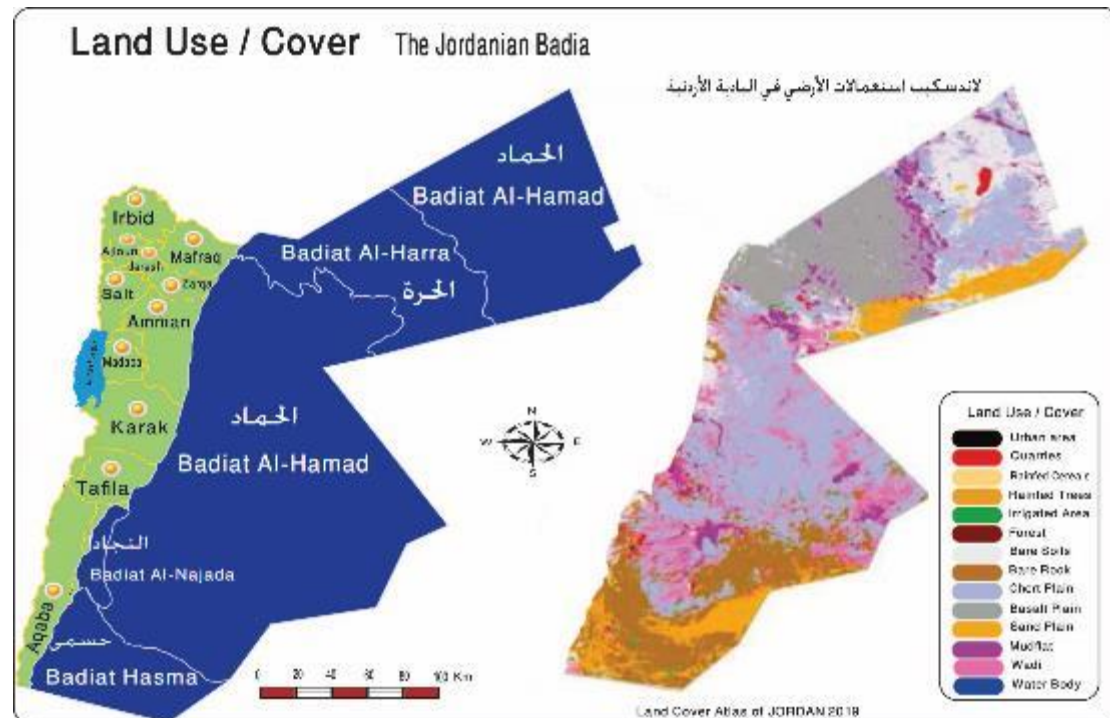 Land Use / Cover The Jordanian Badia
لاندسكيب استعمالات الأرضي في البادية الأردنية
الحماد
Badiat Al-Hamad
Irbid
Ajloun
Jarash
Mafraq
Badiat Al-Harra
الحرة
Salt
Zarqa
Amman
Madaba
Karak
الحماد
Badiat Al-Hamad
Tafila
النجاد
Badiat Al-Najada
Aqaba
حسمى
Badiat Hasma
N
W E
S
0 20 40 60 80 100 Km
Land Use / Cover
Urban area
Quarries
Rainfed Cereals
Rainfed Trees
Irrigated Area
Forest
Bare Soils
Bare Rock
Chert Plain
Basalt Plain
Sand Plain
Mudflat
Wadi
Water Body
Land Cover Atlas of JORDAN 2019